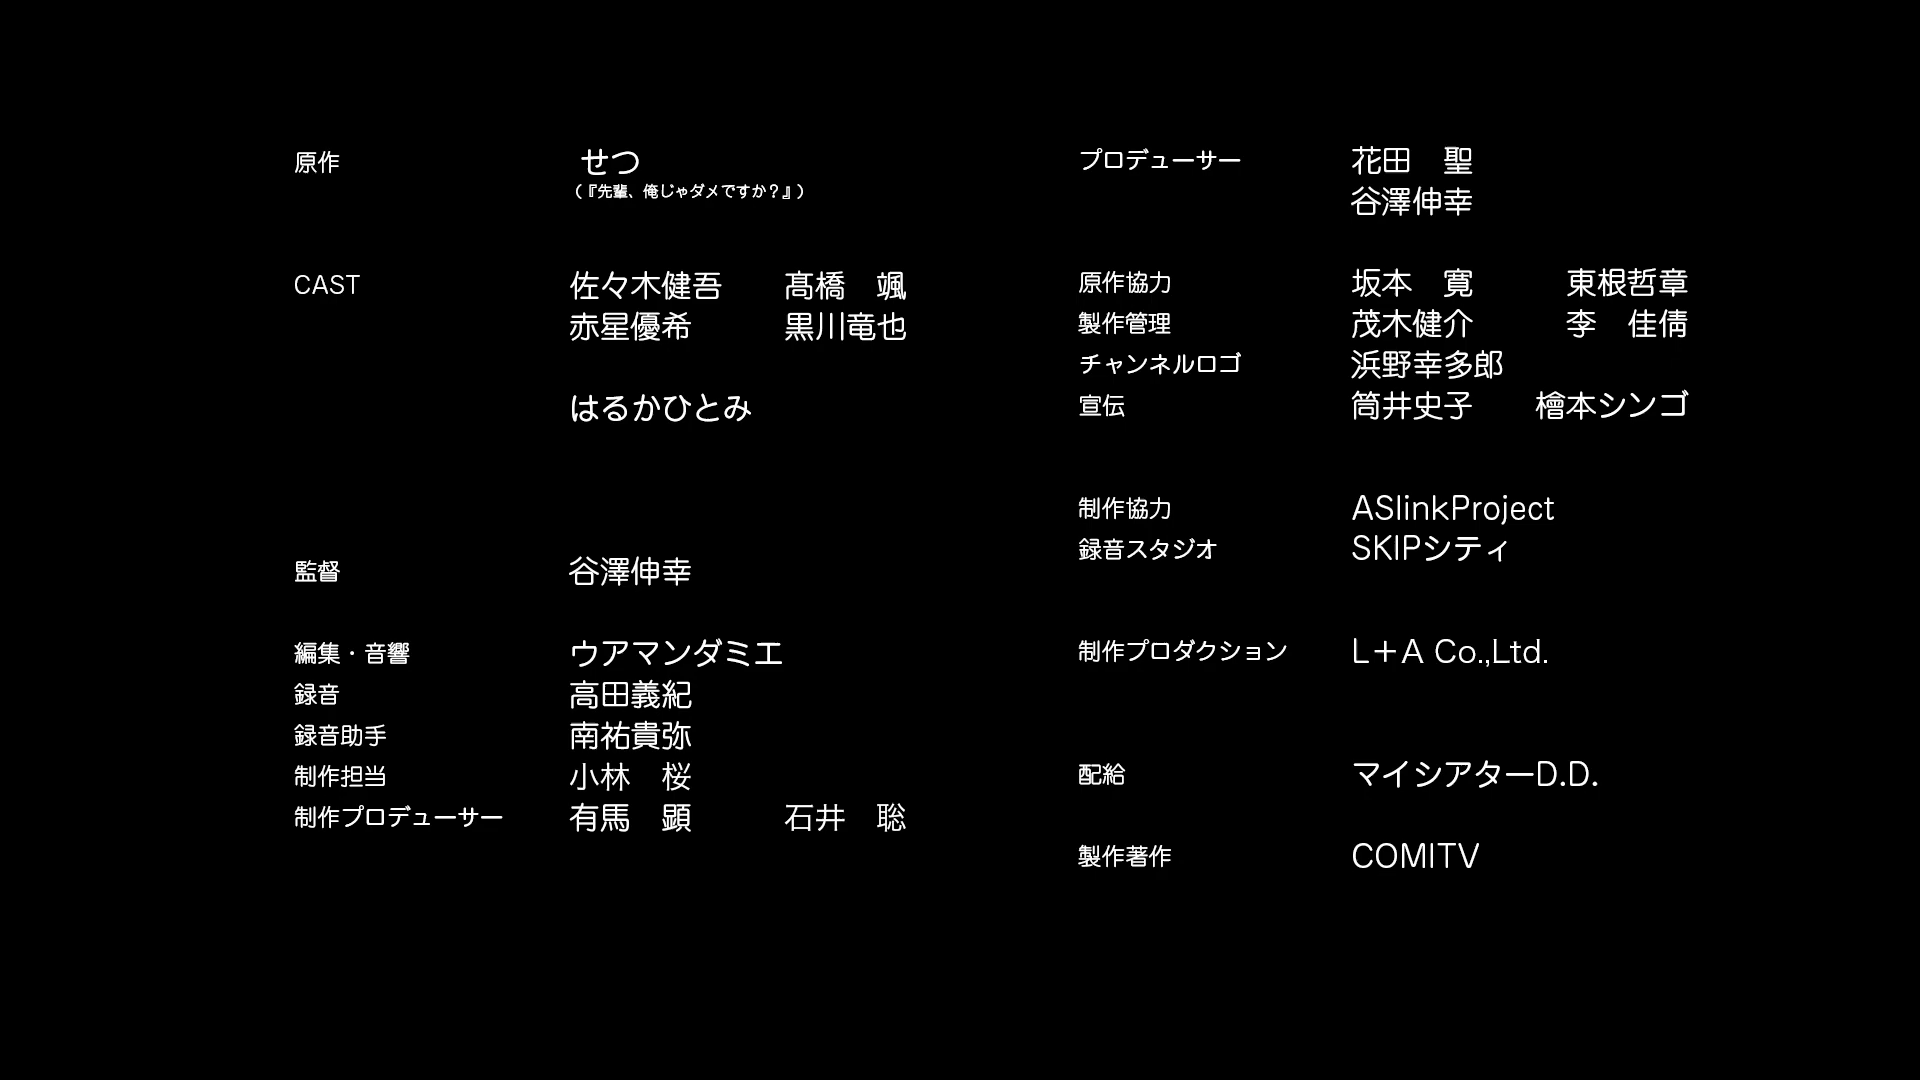 原作　せつ
（『先輩、俺じゃダメですか？』）
CAST　佐々木健吾　髙橋　颯
赤星優希　黒川竜也
はるかひとみ
監督　谷澤伸幸
編集・音響　ウアマンダミエ
録音　高田義紀
録音助手　南祐貴弥
制作担当　小林　桜
制作プロデューサー　有馬　顕　石井　聡
プロデューサー　花田　聖
谷澤伸幸
原作協力　坂本　寛　東根哲章
製作管理　茂木健介　李　佳倩
チャンネルロゴ　浜野幸多郎
宣伝　筒井史子　檜本シンゴ
制作協力　ASlinkProject
録音スタジオ　SKIPシティ
制作プロダクション　L＋A Co.,Ltd.
配給　マイシアターD.D.
製作著作　COMITV